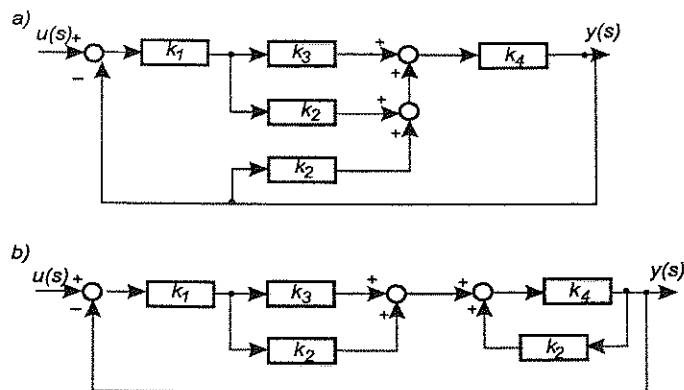 a)
u(s) + y(s)
k1 k3 + k4
− +
k2 +
+
k2
b)
u(s) + y(s)
k1 k3 + + k4
− + +
k2 k2